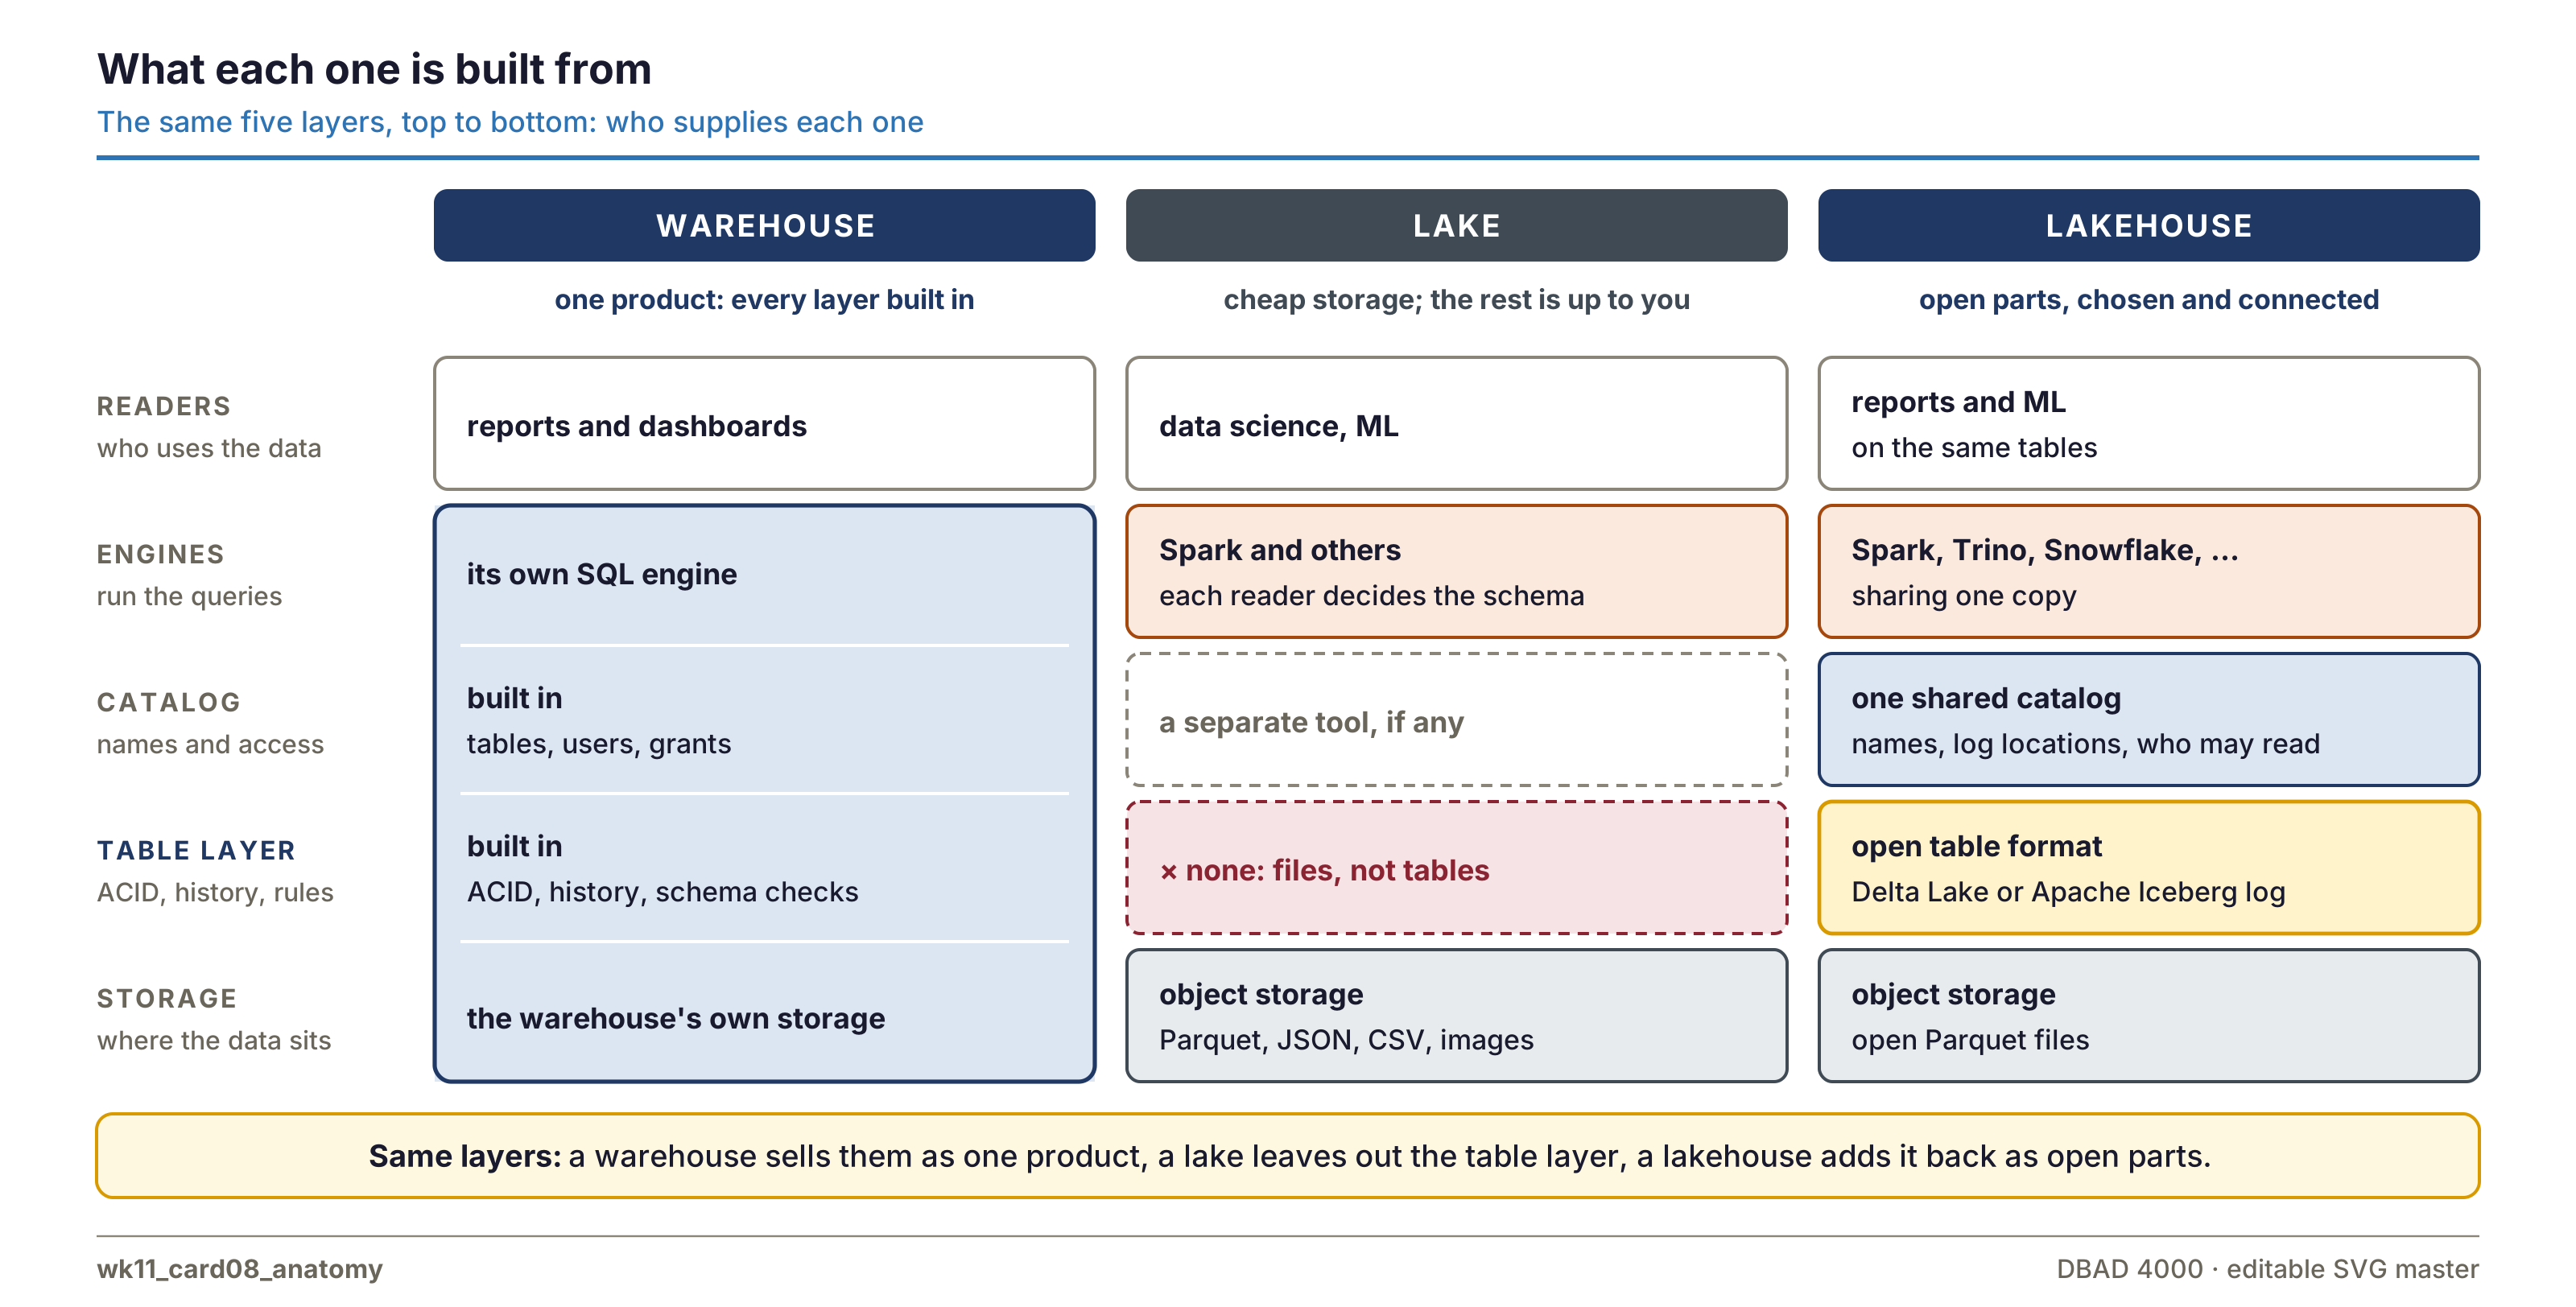 What each one is built from
The same five layers, top to bottom: who supplies each one
WAREHOUSE
LAKE
LAKEHOUSE
one product: every layer built in
cheap storage; the rest is up to you
open parts, chosen and connected
READERS
who uses the data
reports and dashboards
data science, ML
reports and ML
on the same tables
ENGINES
run the queries
its own SQL engine
Spark and others
each reader decides the schema
Spark, Trino, Snowflake, ...
sharing one copy
CATALOG
names and access
built in
tables, users, grants
a separate tool, if any
one shared catalog
names, log locations, who may read
TABLE LAYER
ACID, history, rules
built in
ACID, history, schema checks
× none: files, not tables
open table format
Delta Lake or Apache Iceberg log
STORAGE
where the data sits
the warehouse's own storage
object storage
Parquet, JSON, CSV, images
object storage
open Parquet files
Same layers: a warehouse sells them as one product, a lake leaves out the table layer, a lakehouse adds it back as open parts.
wk11_card08_anatomy
DBAD 4000 · editable SVG master